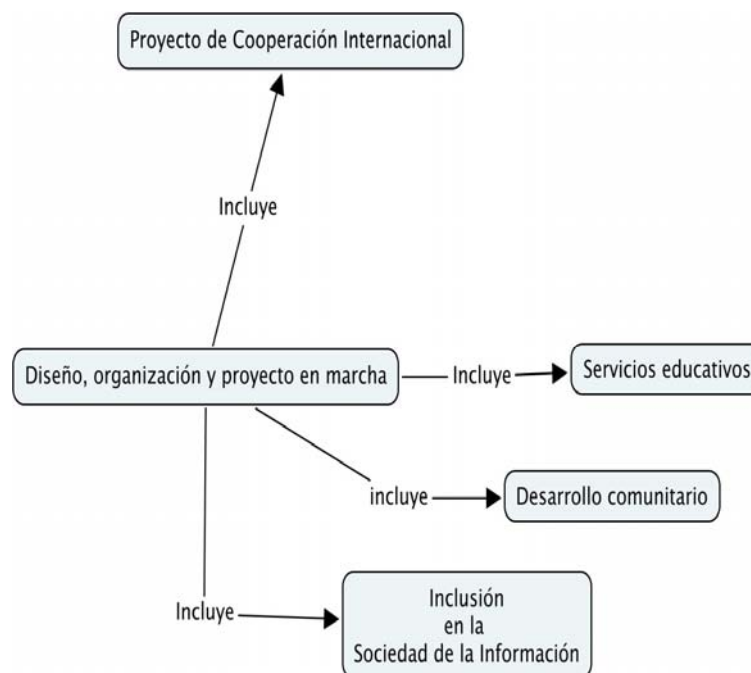 Proyecto de Cooperación Internacional
Incluye
Diseño, organización y proyecto en marcha
Incluye
Servicios educativos
incluye
Desarrollo comunitario
Incluye
Inclusión
en la
Sociedad de la Información